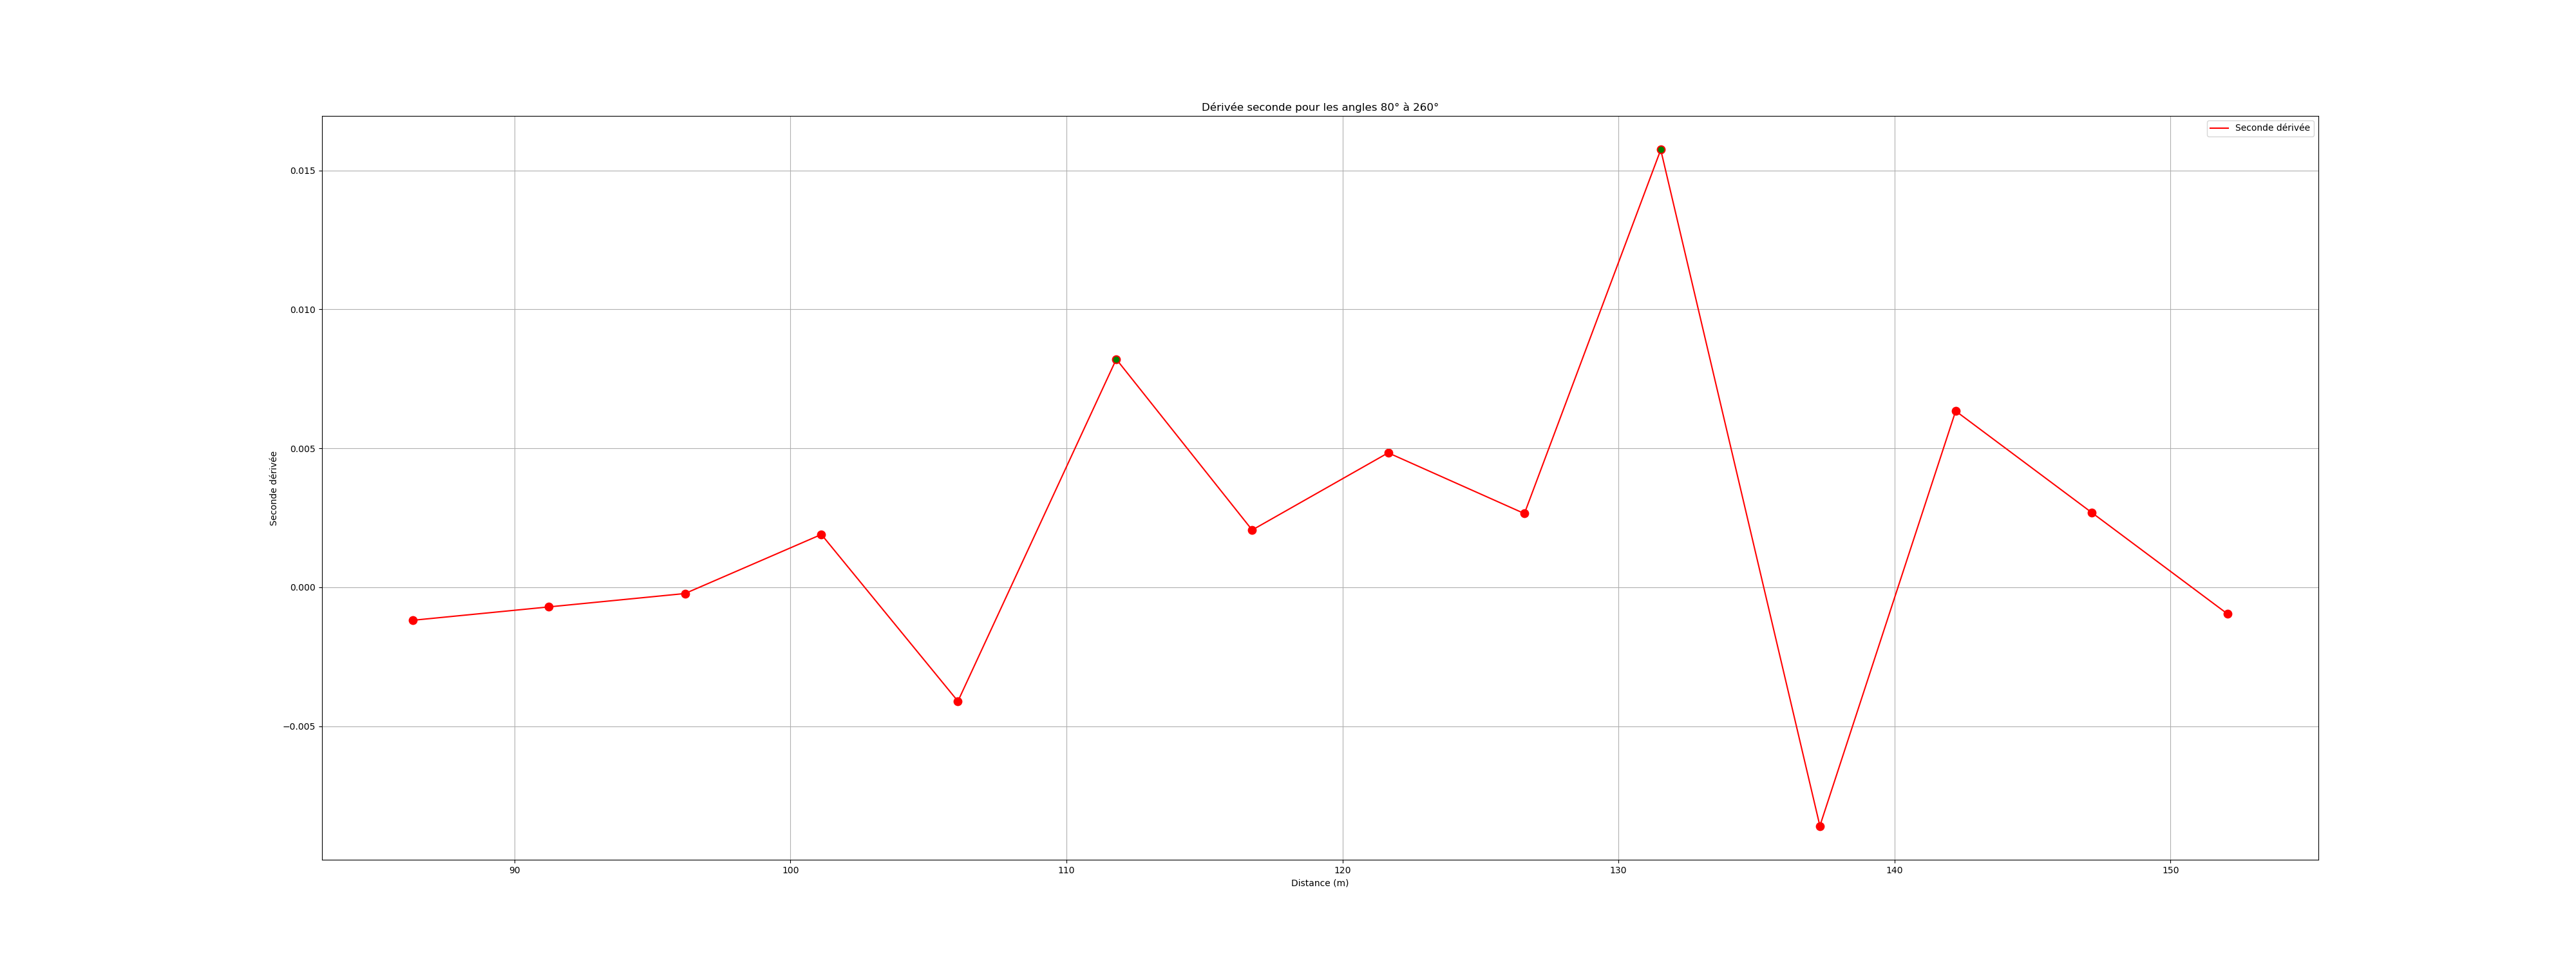 Dérivée seconde pour les angles 80° à 260°
Seconde dérivée
0.015
0.010
0.005
0.000
−0.005
Seconde dérivée
90 100 110 120 130 140 150
Distance (m)